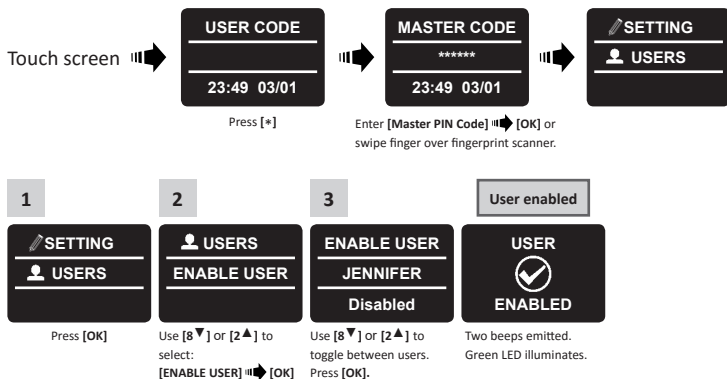 Touch screen
USER CODE
23:49 03/01
Press [*]
MASTER CODE
******
23:49 03/01
Enter [Master PIN Code] [OK] or
swipe finger over fingerprint scanner.
SETTING
USERS
1
SETTING
USERS
Press [OK]
2
USERS
ENABLE USER
Use [8▼] or [2▲] to
select:
[ENABLE USER] [OK]
3
ENABLE USER
JENNIFER
Disabled
Use [8▼] or [2▲] to
toggle between users.
Press [OK].
User enabled
USER
ENABLED
Two beeps emitted.
Green LED illuminates.